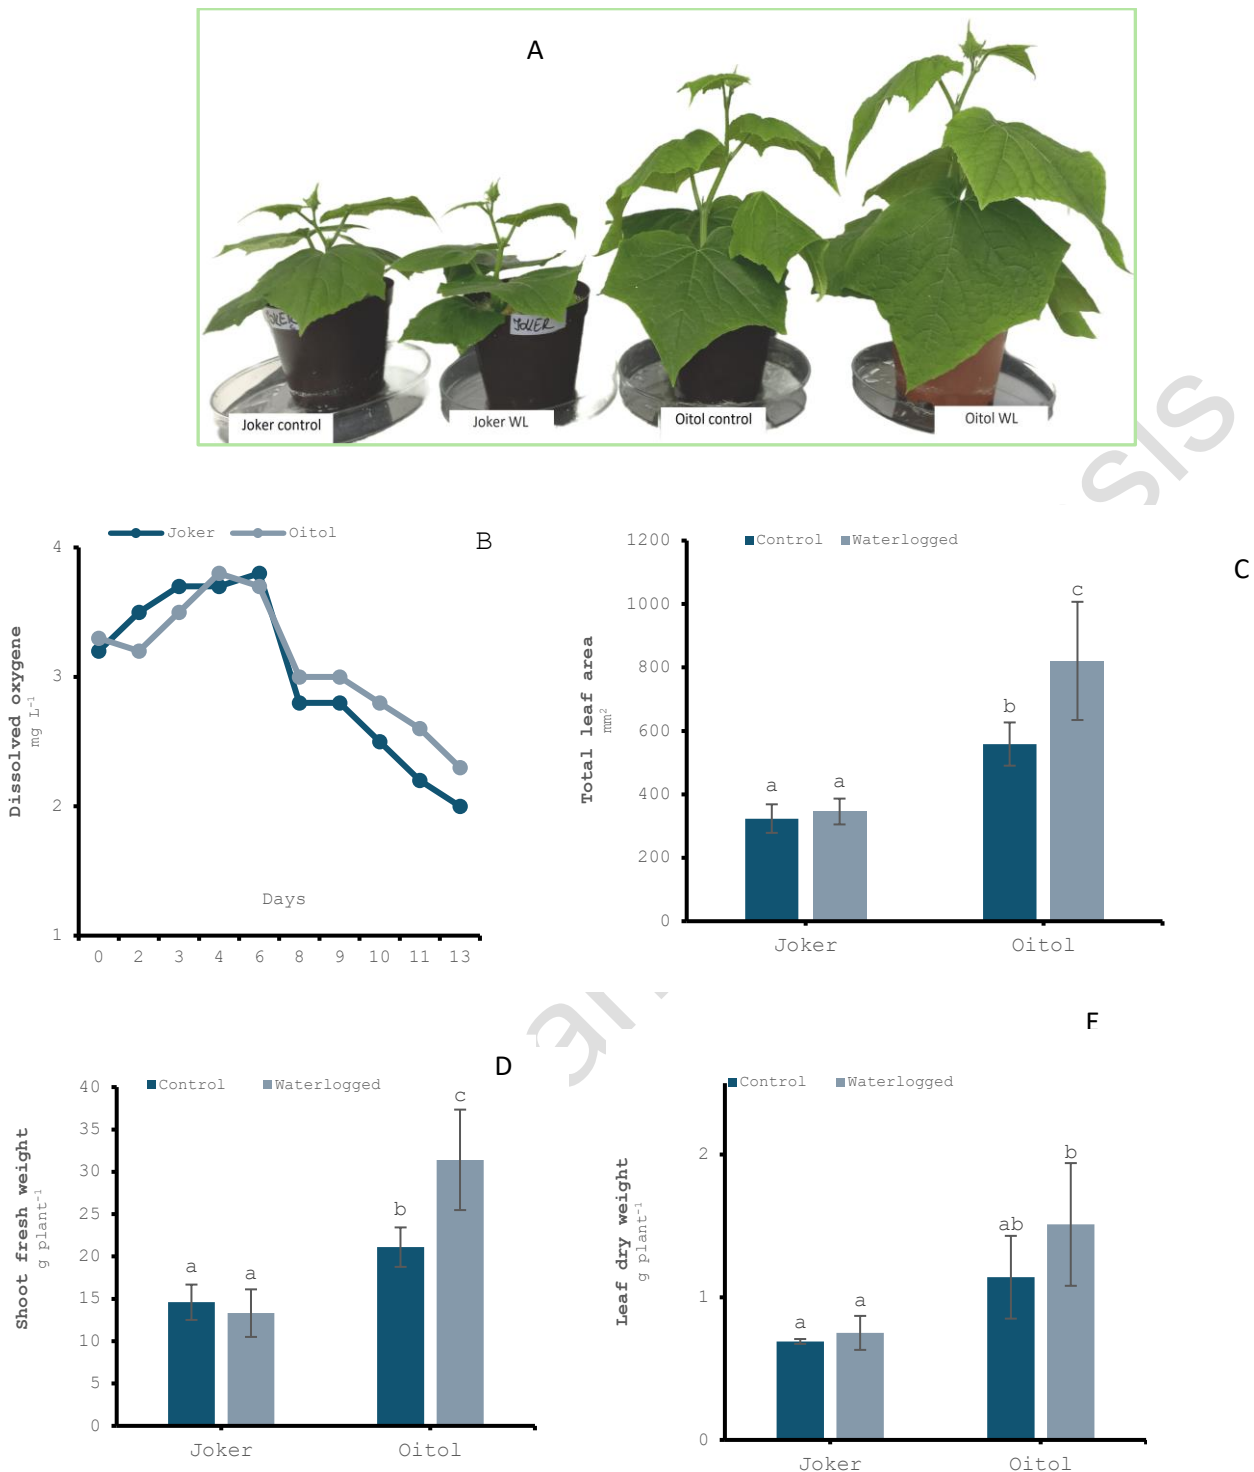 A
JOKER
Joker control
Joker WL
Oitol control
Oitol WL
sis
Joker Oitol
B
4
3
2
1
Dissolved oxygene
mg L⁻¹
Days
0 2 3 4 6 8 9 10 11 13
Control Waterlogged
C
1200
1000
800
600
400
200
0
Total leaf area
mm²
a a b c
Joker Oitol
D
Control Waterlogged
40
35
30
25
20
15
10
5
0
Shoot fresh weight
g plant⁻¹
a a b c
Joker Oitol
E
Control Waterlogged
2
1
0
Leaf dry weight
g plant⁻¹
a a ab b
Joker Oitol